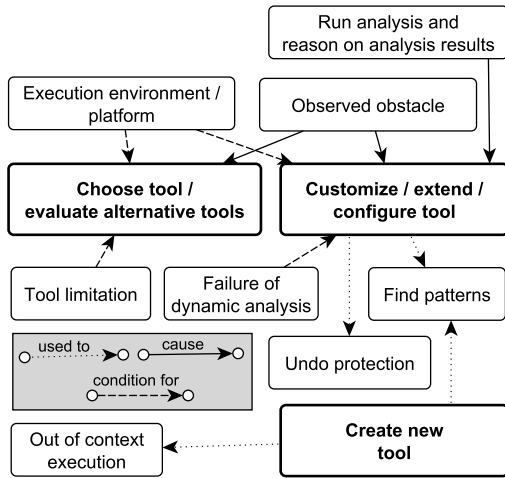 Run analysis and
reason on analysis results
Execution environment /
platform
Observed obstacle
Choose tool /
evaluate alternative tools
Customize / extend /
configure tool
Tool limitation
Failure of
dynamic analysis
Find patterns
used to
cause
condition for
Undo protection
Out of context
execution
Create new
tool